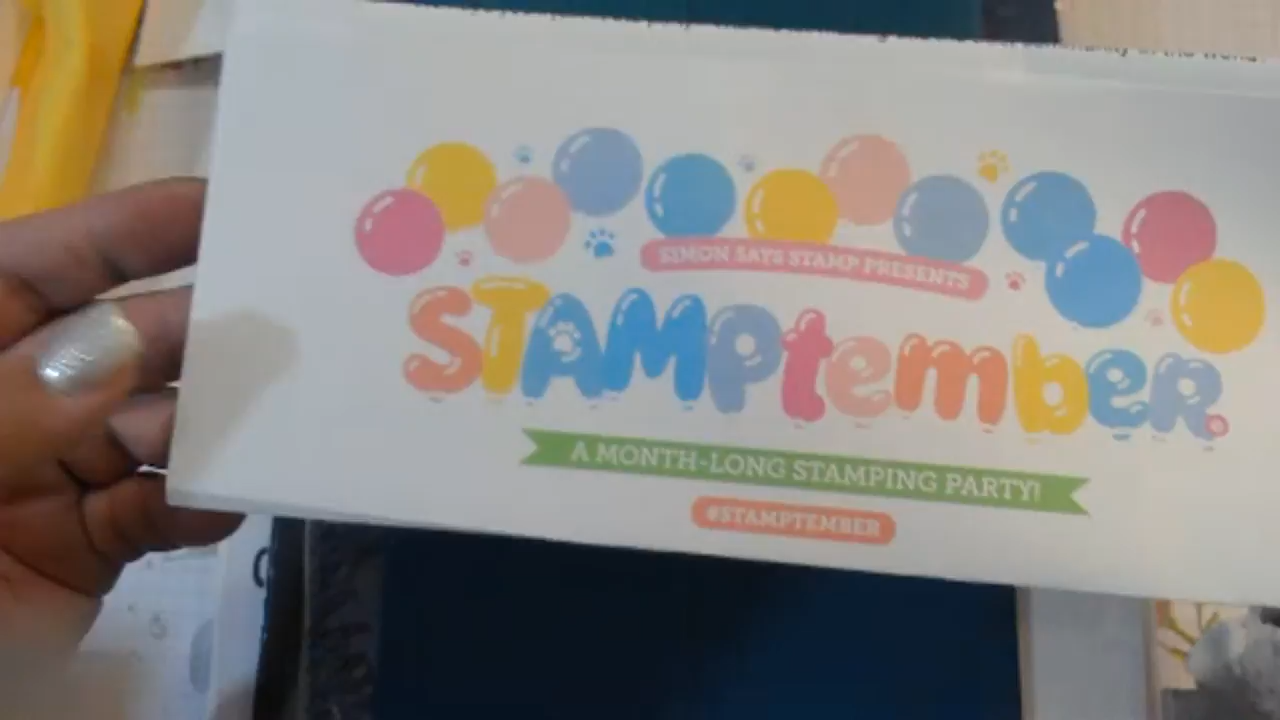 SIMON SAYS STAMP PRESENTS
STAMPtember®
A MONTH-LONG STAMPING PARTY!
#STAMPTEMBER